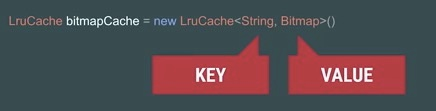 LruCache bitmapCache = new LruCache<String, Bitmap>()
KEY
VALUE